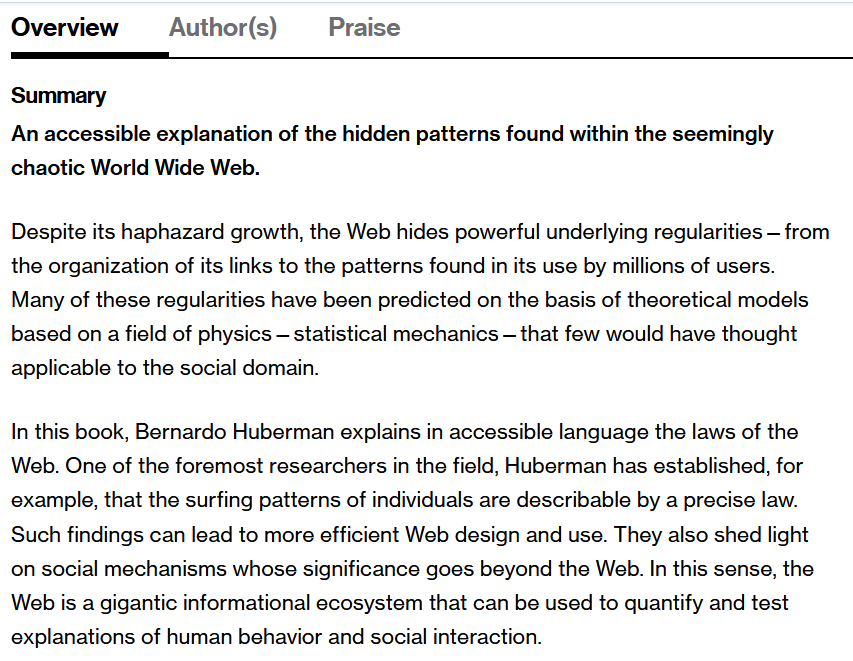 Overview Author(s) Praise
Summary
An accessible explanation of the hidden patterns found within the seemingly
chaotic World Wide Web.
Despite its haphazard growth, the Web hides powerful underlying regularities—from
the organization of its links to the patterns found in its use by millions of users.
Many of these regularities have been predicted on the basis of theoretical models
based on a field of physics—statistical mechanics—that few would have thought
applicable to the social domain.
In this book, Bernardo Huberman explains in accessible language the laws of the
Web. One of the foremost researchers in the field, Huberman has established, for
example, that the surfing patterns of individuals are describable by a precise law.
Such findings can lead to more efficient Web design and use. They also shed light
on social mechanisms whose significance goes beyond the Web. In this sense, the
Web is a gigantic informational ecosystem that can be used to quantify and test
explanations of human behavior and social interaction.